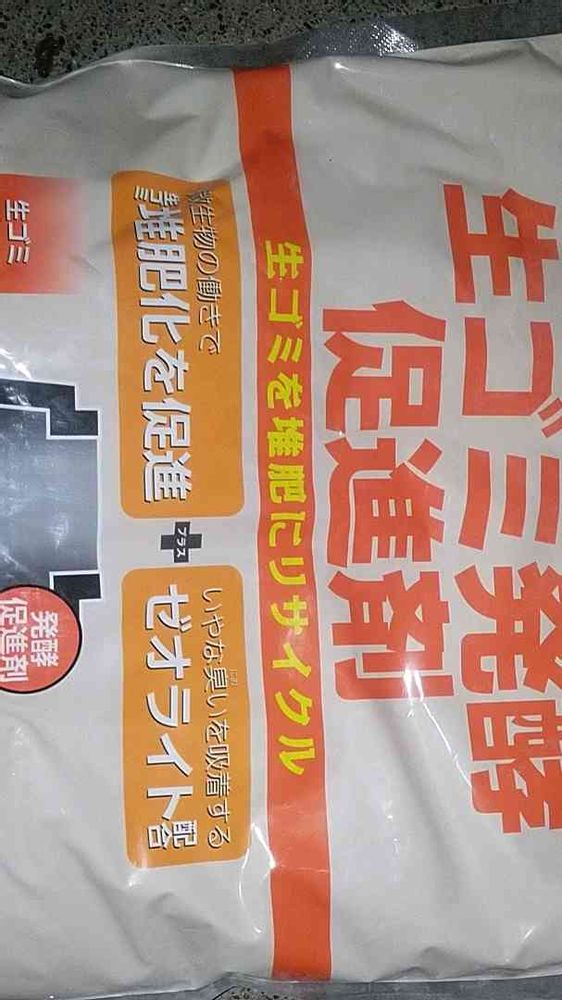 生ゴミ発酵
促進剤
生ゴミを堆肥にリサイクル
微生物の働きで
生ゴミ堆肥化を促進
プラス
いやな臭いを吸着する
ゼオライト配合
生ゴミ
発酵
促進剤